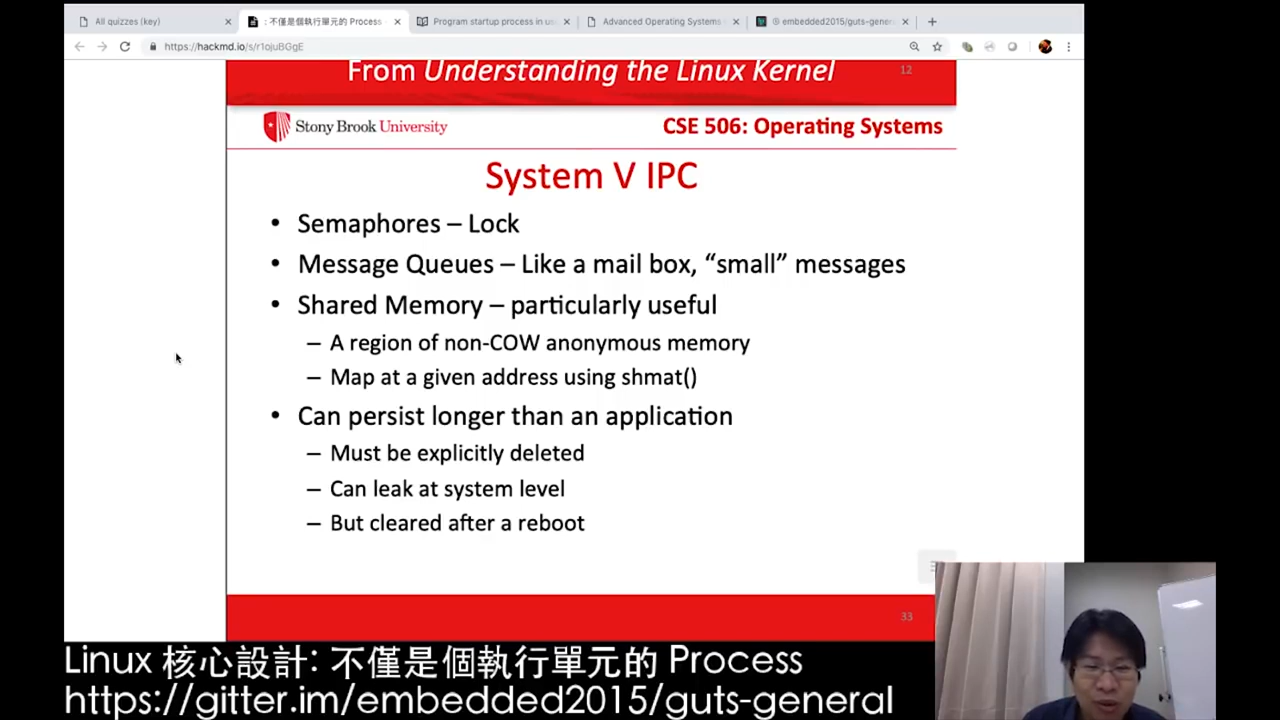 All quizzes (key)
: 不僅是個執行單元的 Process -
Program startup process in us
Advanced Operating Systems
embedded2015/guts-gener
https://hackmd.io/s/r1ojuBGgE
From Understanding the Linux Kernel
12
Stony Brook University
CSE 506: Operating Systems
System V IPC
• Semaphores – Lock
• Message Queues – Like a mail box, “small” messages
• Shared Memory – particularly useful
– A region of non-COW anonymous memory
– Map at a given address using shmat()
• Can persist longer than an application
– Must be explicitly deleted
– Can leak at system level
– But cleared after a reboot
33
Linux 核心設計: 不僅是個執行單元的 Process
https://gitter.im/embedded2015/guts-general